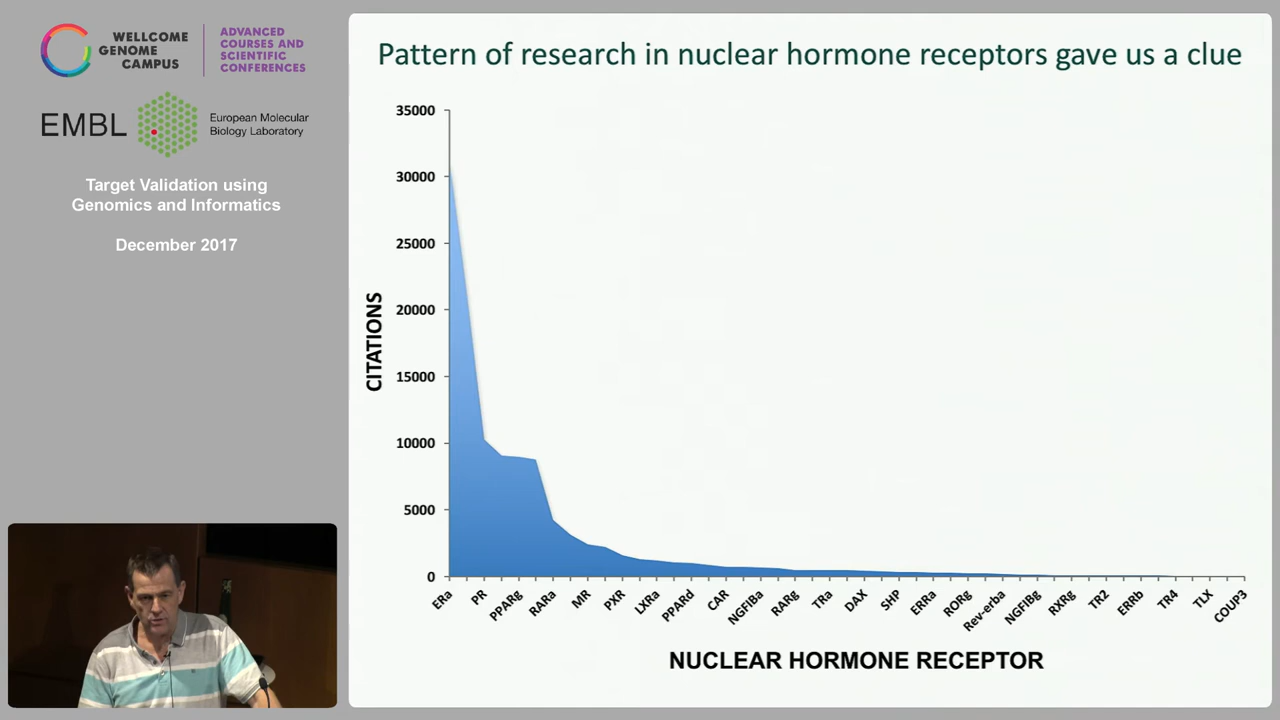 WELLCOME
GENOME
CAMPUS
ADVANCED
COURSES AND
SCIENTIFIC
CONFERENCES
EMBL
European Molecular
Biology Laboratory
Target Validation using
Genomics and Informatics
December 2017
Pattern of research in nuclear hormone receptors gave us a clue
CITATIONS
35000
30000
25000
20000
15000
10000
5000
0
ERa
PR
PPARg
RARa
MR
PXR
LXRa
PPARd
CAR
NGFIBa
RARg
TRa
DAX
SHP
ERRa
RORg
Rev-erba
NGFIBg
RXRg
TR2
ERRb
TR4
TLX
COUP3
NUCLEAR HORMONE RECEPTOR